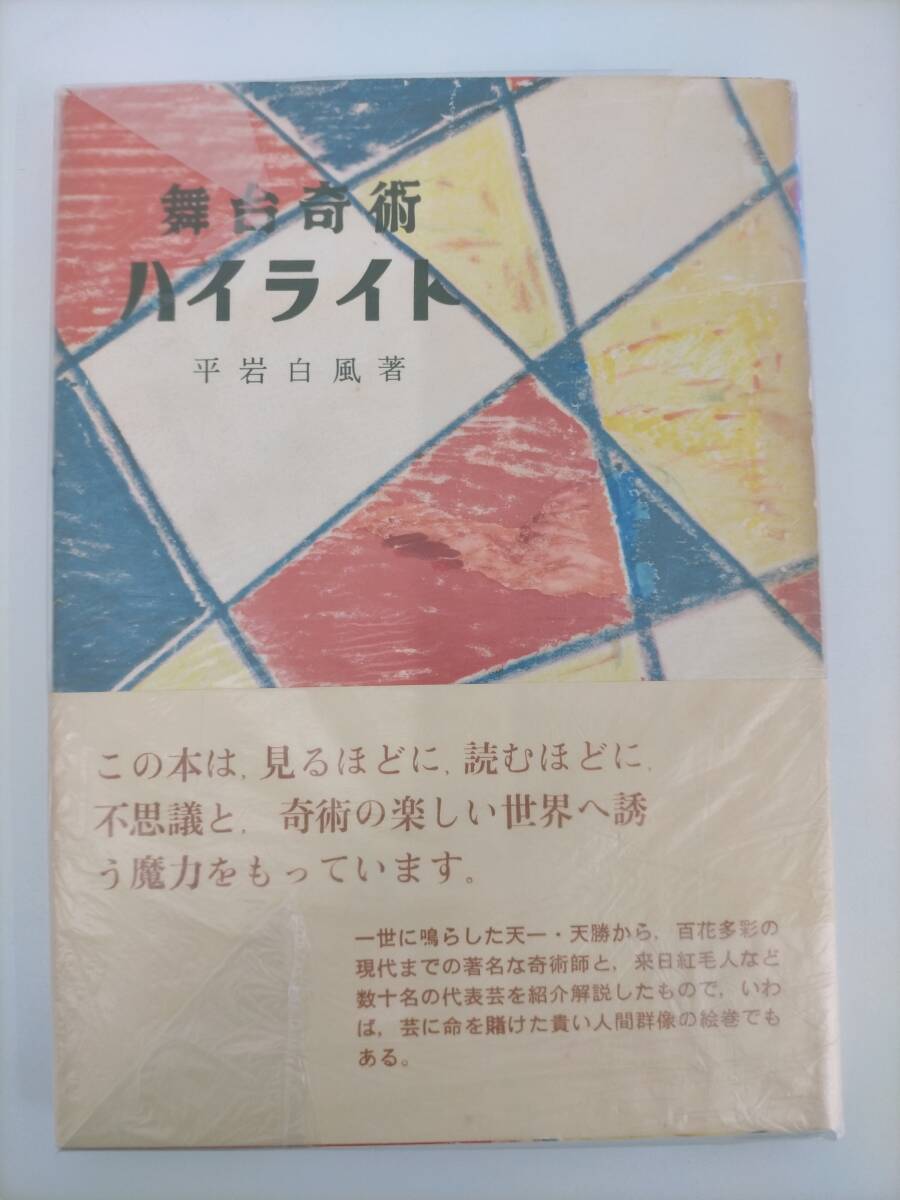 舞台奇術
ハイライト
平岩白風著
この本は，見るほどに，読むほどに，
不思議と，奇術の楽しい世界へ誘
う魔力をもっています。
一世に鳴らした天一・天勝から，百花多彩の
現代までの著名な奇術師と，来日紅毛人など
数十名の代表芸を紹介解説したもので，いわ
ば，芸に命を賭けた貴い人間群像の絵巻でも
ある。